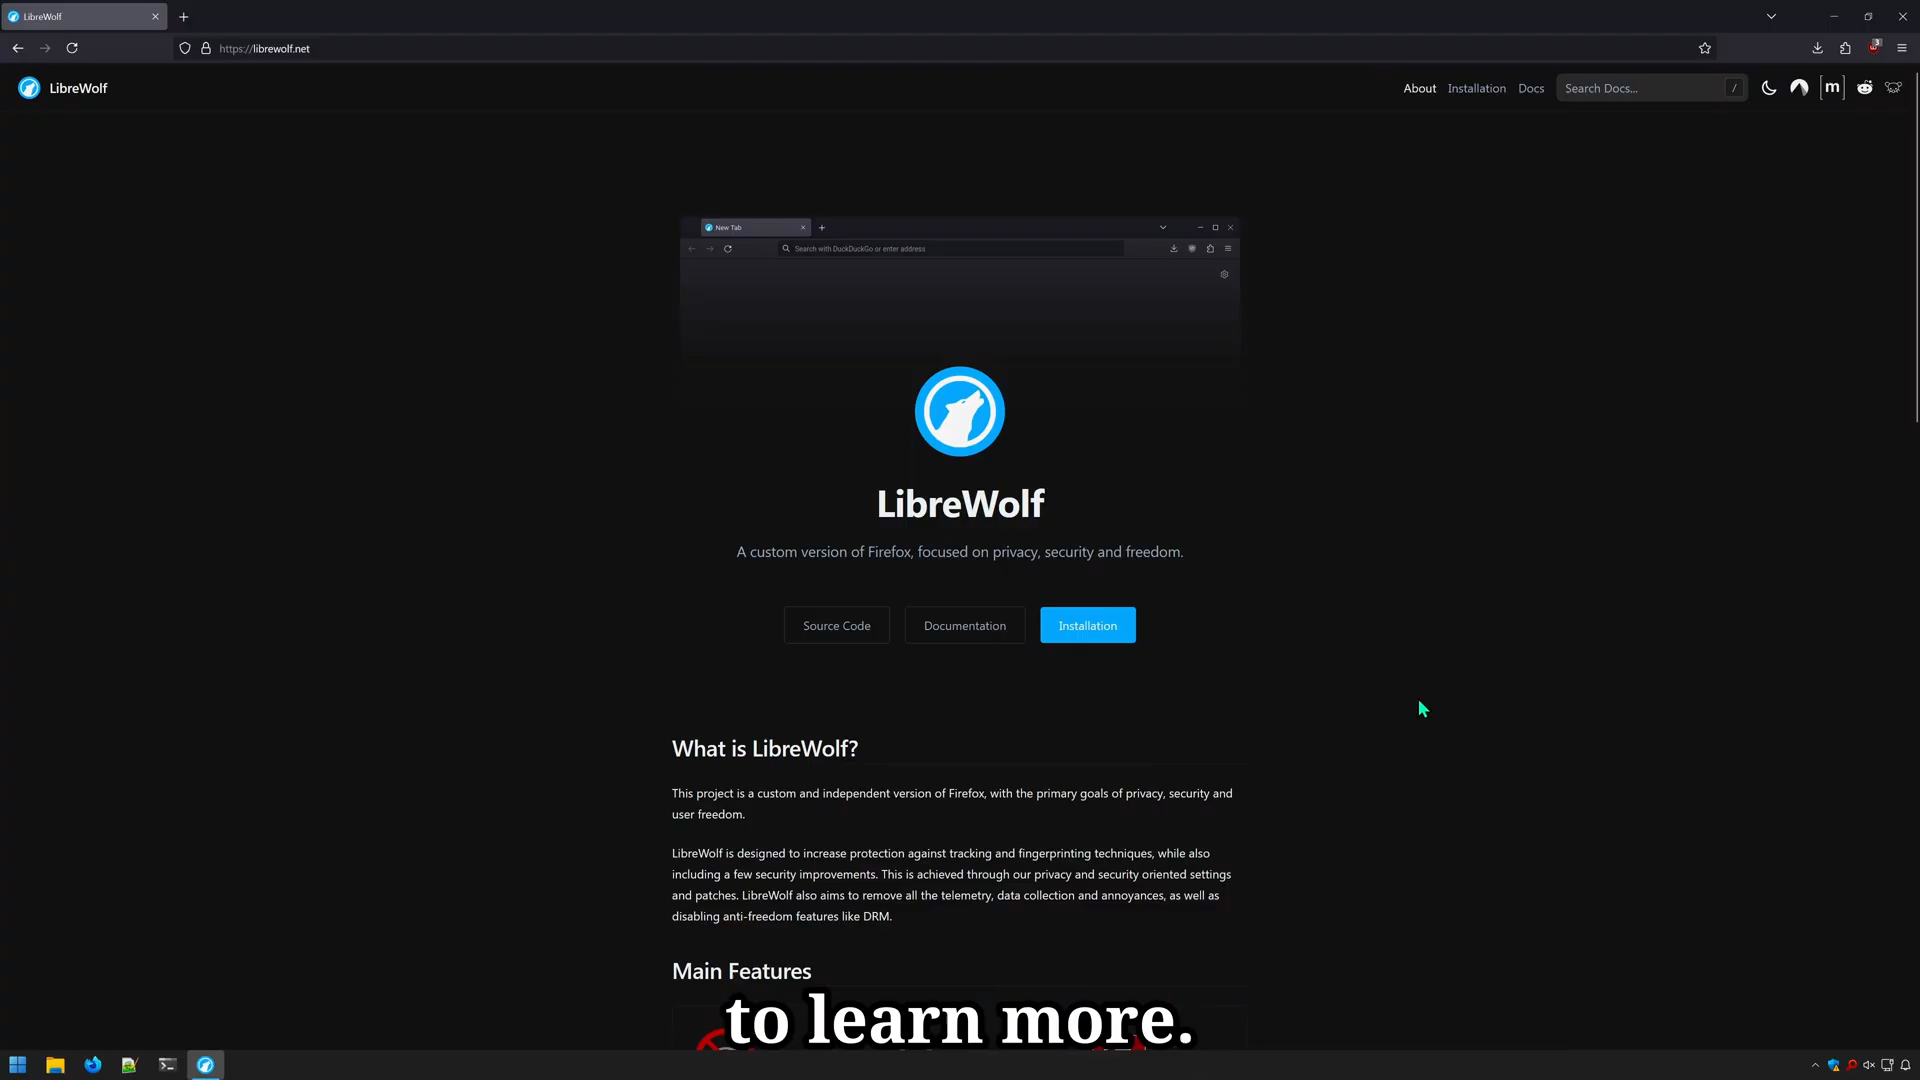 LibreWolf
https://librewolf.net
LibreWolf
About
Installation
Docs
Search Docs...
/
m
3
New Tab
Search with DuckDuckGo or enter address
LibreWolf
A custom version of Firefox, focused on privacy, security and freedom.
Source Code
Documentation
Installation
What is LibreWolf?
This project is a custom and independent version of Firefox, with the primary goals of privacy, security and
user freedom.
LibreWolf is designed to increase protection against tracking and fingerprinting techniques, while also
including a few security improvements. This is achieved through our privacy and security oriented settings
and patches. LibreWolf also aims to remove all the telemetry, data collection and annoyances, as well as
disabling anti-freedom features like DRM.
Main Features
to learn more.